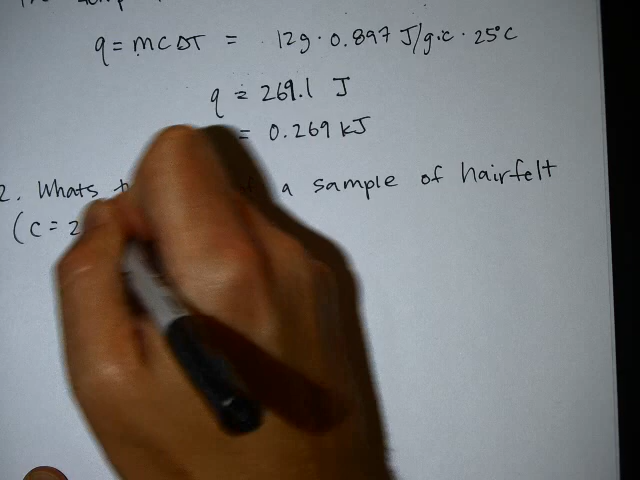 q = mcΔT = 12g · 0.897 J/g·c · 25°C
q = 269.1 J
= 0.269 kJ
2. Whats a sample of hairfelt
(c = 2